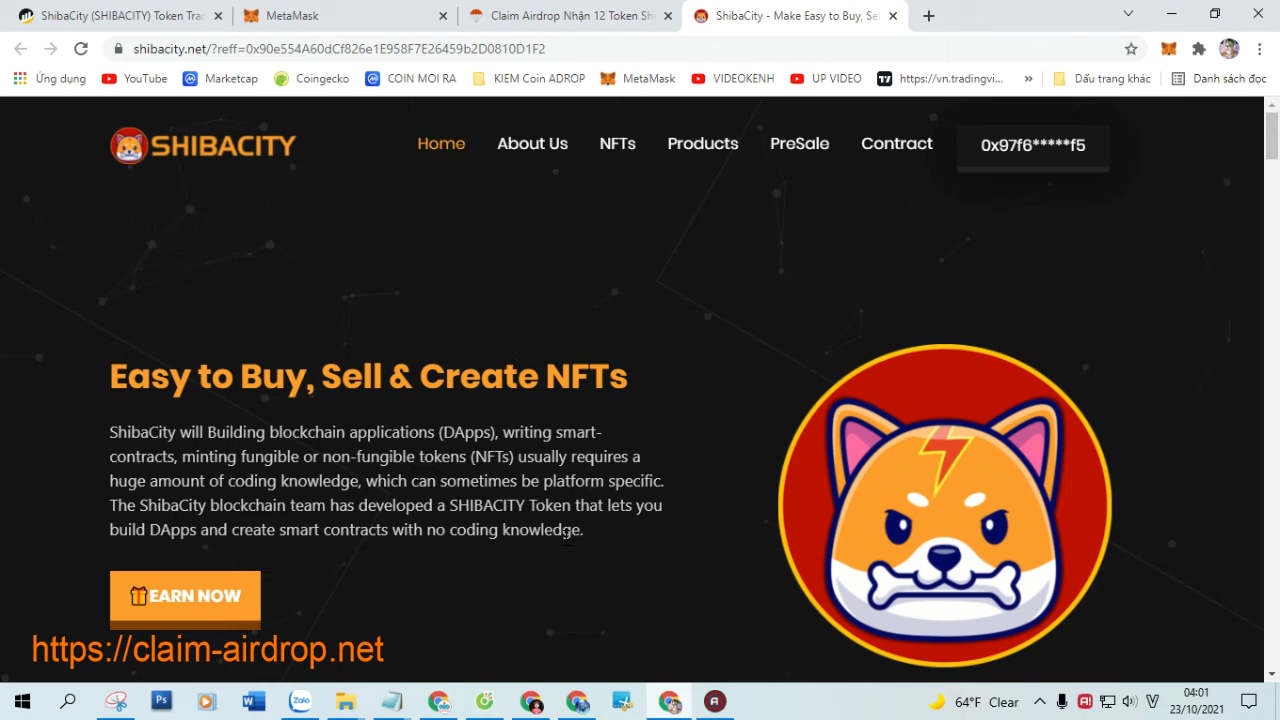 ShibaCity (SHIBACITY) Token Trac
MetaMask
Claim Airdrop Nhận 12 Token Sh
ShibaCity - Make Easy to Buy, Sel
shibacity.net/?reff=0x90e554A60dCf826e1E958F7E26459b2D0810D1F2
Ứng dụng
YouTube
Marketcap
Coingecko
COIN MOI RA
KIEM Coin ADROP
MetaMask
VIDEOKENH
UP VIDEO
https://vn.tradingvi...
Dấu trang khác
Danh sách đọc
SHIBACITY
Home
About Us
NFTs
Products
PreSale
Contract
0x97f6*****f5
Easy to Buy, Sell & Create NFTs
ShibaCity will Building blockchain applications (DApps), writing smart-
contracts, minting fungible or non-fungible tokens (NFTs) usually requires a
huge amount of coding knowledge, which can sometimes be platform specific.
The ShibaCity blockchain team has developed a SHIBACITY Token that lets you
build DApps and create smart contracts with no coding knowledge.
EARN NOW
https://claim-airdrop.net
64°F Clear
04:01
23/10/2021